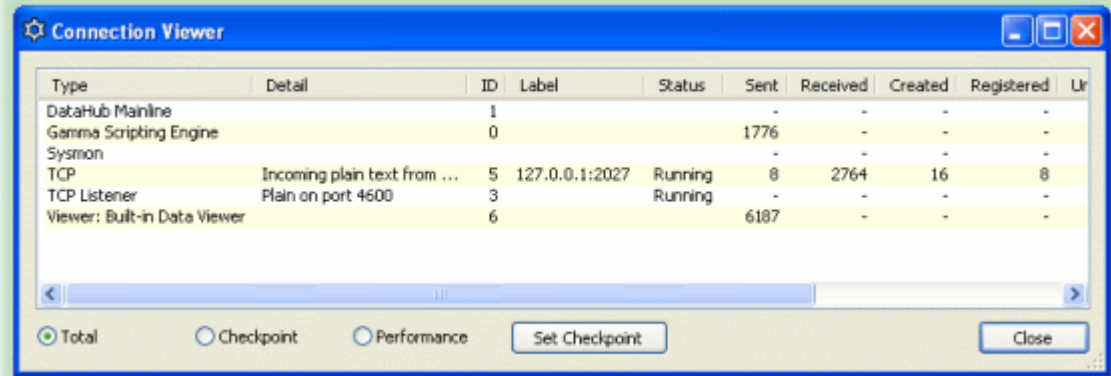 Connection Viewer
Type Detail ID Label Status Sent Received Created Registered Ur
DataHub Mainline 1 - - - -
Gamma Scripting Engine 0 1776 - - -
Sysmon - - - -
TCP Incoming plain text from ... 5 127.0.0.1:2027 Running 8 2764 16 8
TCP Listener Plain on port 4600 3 Running - - - -
Viewer: Built-in Data Viewer 6 6187 - - -
Total Checkpoint Performance Set Checkpoint Close